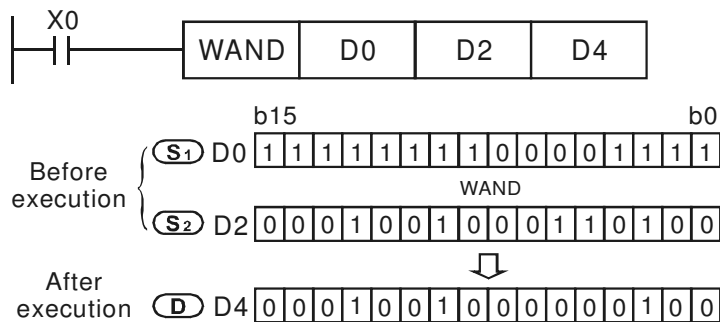 X0
WAND D0 D2 D4
b15 b0
Before execution
S1 D0 1 1 1 1 1 1 1 1 0 0 0 0 1 1 1 1
WAND
S2 D2 0 0 0 1 0 0 1 0 0 0 1 1 0 1 0 0
After execution
D D4 0 0 0 1 0 0 1 0 0 0 0 0 0 1 0 0